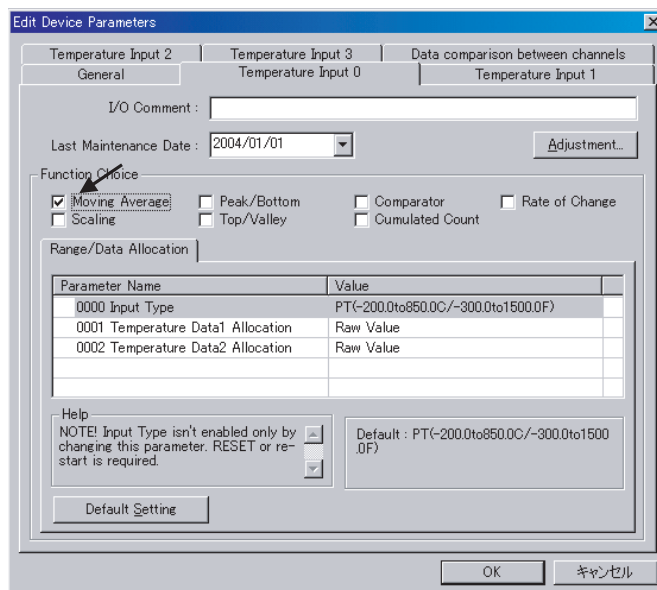 Edit Device Parameters
Temperature Input 2 Temperature Input 3 Data comparison between channels
General Temperature Input 0 Temperature Input 1
I/O Comment :
Last Maintenance Date : 2004/01/01 Adjustment...
Function Choice
Moving Average Peak/Bottom Comparator Rate of Change
Scaling Top/Valley Cumulated Count
Range/Data Allocation
Parameter Name Value
0000 Input Type PT(-200.0to850.0C/-300.0to1500.0F)
0001 Temperature Data1 Allocation Raw Value
0002 Temperature Data2 Allocation Raw Value
Help
NOTE! Input Type isn't enabled only by
changing this parameter. RESET or re-
start is required.
Default : PT(-200.0to850.0C/-300.0to1500
.0F)
Default Setting
OK キャンセル